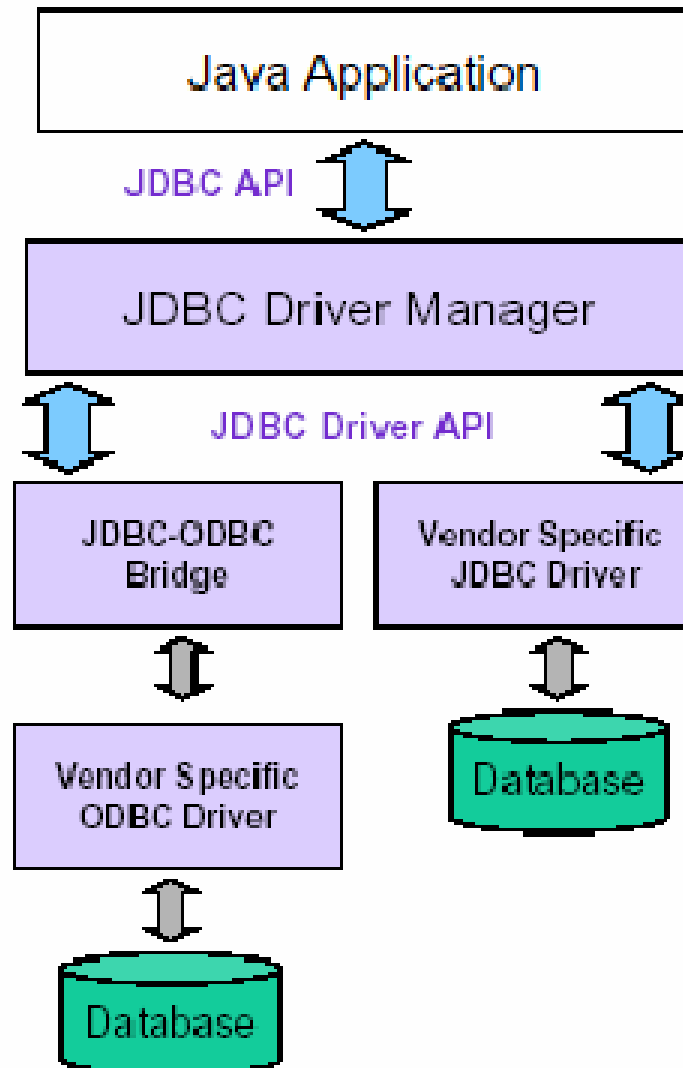 Java Application
JDBC API
JDBC Driver Manager
JDBC Driver API
JDBC-ODBC
Bridge
Vendor Specific
JDBC Driver
Vendor Specific
ODBC Driver
Database
Database